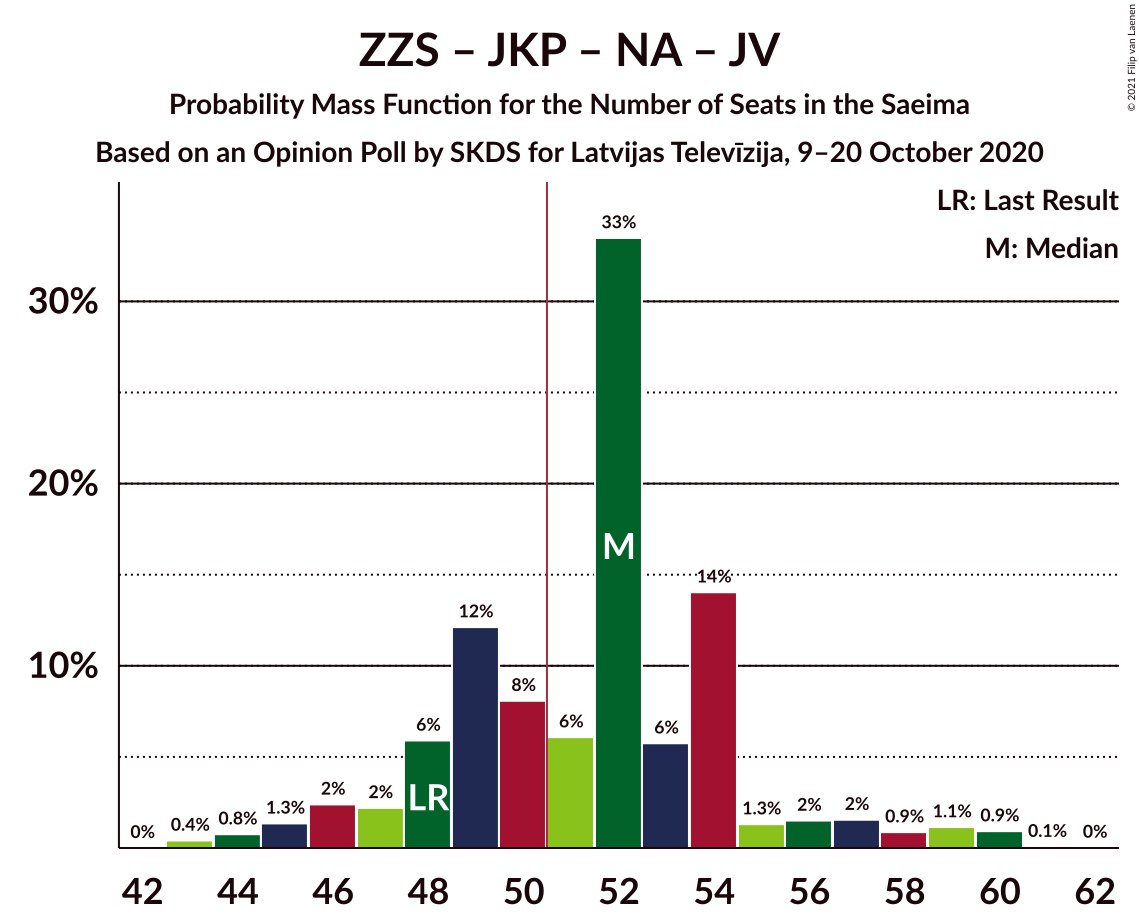 ZZS – JKP – NA – JV
Probability Mass Function for the Number of Seats in the Saeima
Based on an Opinion Poll by SKDS for Latvijas Televīzija, 9–20 October 2020
© 2021 Filip van Laenen
LR: Last Result
M: Median
30%
20%
10%
0%
0.4%
0.8%
1.3%
2%
2%
6%
12%
8%
6%
33%
6%
14%
1.3%
2%
2%
0.9%
1.1%
0.9%
0.1%
0%
LR
M
42 44 46 48 50 52 54 56 58 60 62